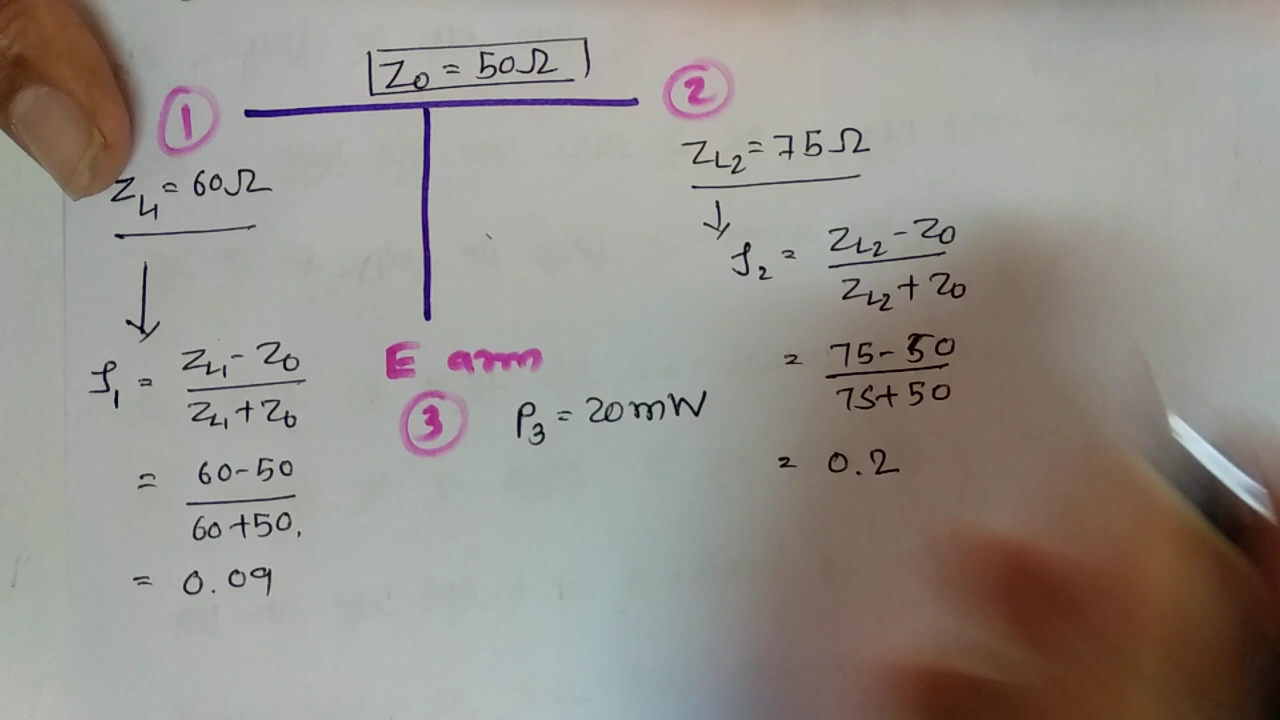 Z0 = 50Ω
1
2
ZL1 = 60Ω
ZL2 = 75Ω
↓
↓
ρ1 = ZL1 - Z0 / ZL1 + Z0
= 60-50 / 60+50.
= 0.09
E arm
3 P3 = 20mW
ρ2 = ZL2 - Z0 / ZL2 + Z0
= 75-50 / 75+50
= 0.2